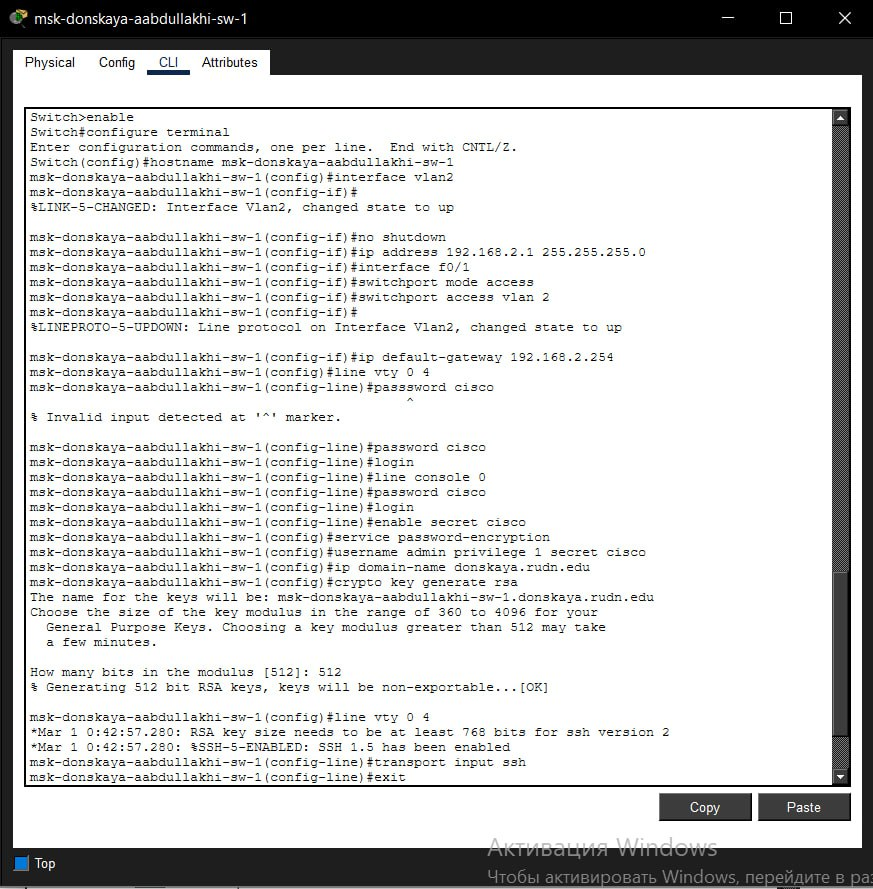 msk-donskaya-aabdullakhi-sw-1
Physical Config CLI Attributes
Switch>enable
Switch#configure terminal
Enter configuration commands, one per line.  End with CNTL/Z.
Switch(config)#hostname msk-donskaya-aabdullakhi-sw-1
msk-donskaya-aabdullakhi-sw-1(config)#interface vlan2
msk-donskaya-aabdullakhi-sw-1(config-if)#
%LINK-5-CHANGED: Interface Vlan2, changed state to up
msk-donskaya-aabdullakhi-sw-1(config-if)#no shutdown
msk-donskaya-aabdullakhi-sw-1(config-if)#ip address 192.168.2.1 255.255.255.0
msk-donskaya-aabdullakhi-sw-1(config-if)#interface f0/1
msk-donskaya-aabdullakhi-sw-1(config-if)#switchport mode access
msk-donskaya-aabdullakhi-sw-1(config-if)#switchport access vlan 2
msk-donskaya-aabdullakhi-sw-1(config-if)#
%LINEPROTO-5-UPDOWN: Line protocol on Interface Vlan2, changed state to up
msk-donskaya-aabdullakhi-sw-1(config-if)#ip default-gateway 192.168.2.254
msk-donskaya-aabdullakhi-sw-1(config)#line vty 0 4
msk-donskaya-aabdullakhi-sw-1(config-line)#passsword cisco
^
% Invalid input detected at '^' marker.
msk-donskaya-aabdullakhi-sw-1(config-line)#password cisco
msk-donskaya-aabdullakhi-sw-1(config-line)#login
msk-donskaya-aabdullakhi-sw-1(config-line)#line console 0
msk-donskaya-aabdullakhi-sw-1(config-line)#password cisco
msk-donskaya-aabdullakhi-sw-1(config-line)#login
msk-donskaya-aabdullakhi-sw-1(config-line)#enable secret cisco
msk-donskaya-aabdullakhi-sw-1(config)#service password-encryption
msk-donskaya-aabdullakhi-sw-1(config)#username admin privilege 1 secret cisco
msk-donskaya-aabdullakhi-sw-1(config)#ip domain-name donskaya.rudn.edu
msk-donskaya-aabdullakhi-sw-1(config)#crypto key generate rsa
The name for the keys will be: msk-donskaya-aabdullakhi-sw-1.donskaya.rudn.edu
Choose the size of the key modulus in the range of 360 to 4096 for your
General Purpose Keys. Choosing a key modulus greater than 512 may take
a few minutes.
How many bits in the modulus [512]: 512
% Generating 512 bit RSA keys, keys will be non-exportable...[OK]
msk-donskaya-aabdullakhi-sw-1(config)#line vty 0 4
*Mar 1 0:42:57.280: RSA key size needs to be at least 768 bits for ssh version 2
*Mar 1 0:42:57.280: %SSH-5-ENABLED: SSH 1.5 has been enabled
msk-donskaya-aabdullakhi-sw-1(config-line)#transport input ssh
msk-donskaya-aabdullakhi-sw-1(config-line)#exit
Copy Paste
Активация Windows
Top
Чтобы активировать Windows, перейдите в раз